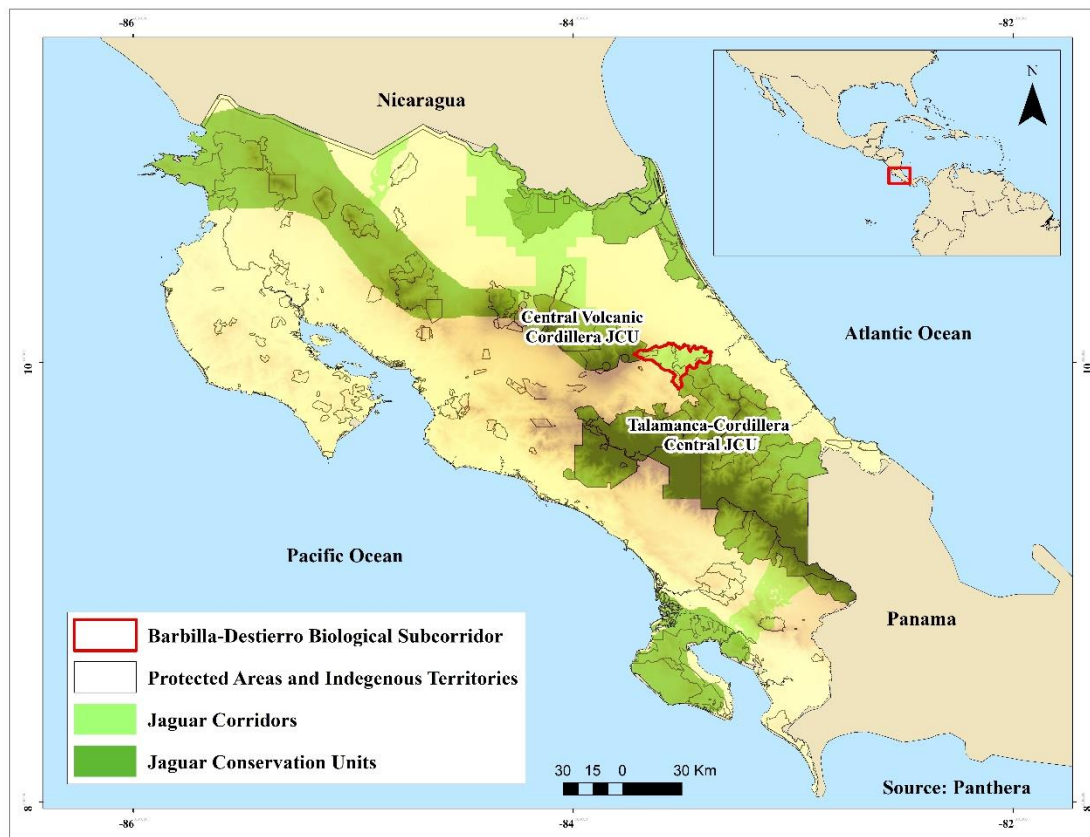 -86
-84
-82
N
Nicaragua
Central Volcanic
Cordillera JCU
Atlantic Ocean
10
10
Talamanca-Cordillera
Central JCU
Pacific Ocean
Panama
Barbilla-Destierro Biological Subcorridor
Protected Areas and Indegenous Territories
Jaguar Corridors
Jaguar Conservation Units
30 15 0 30 Km
Source: Panthera
8
8
-86
-84
-82